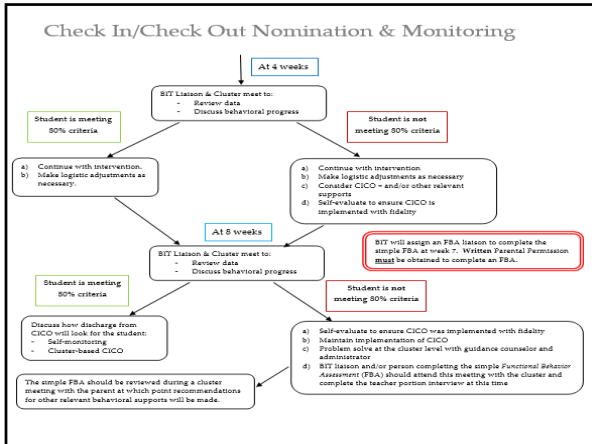 Check In/Check Out Nomination & Monitoring
At 4 weeks
BIT Liaison & Cluster meet to:
- Review data
- Discuss behavioral progress
Student is meeting
80% criteria
Student is not
meeting 80% criteria
a) Continue with intervention.
b) Make logistic adjustments as
necessary.
a) Continue with intervention
b) Make logistic adjustments as necessary
c) Consider CICO + and/or other relevant
supports
d) Self-evaluate to ensure CICO is
implemented with fidelity
At 8 weeks
BIT Liaison & Cluster meet to:
- Review data
- Discuss behavioral progress
BIT will assign an FBA liaison to complete the
simple FBA at week 7. Written Parental Permission
must be obtained to complete an FBA.
Student is meeting
80% criteria
Student is not
meeting 80% criteria
Discuss how discharge from
CICO will look for the student:
- Self-monitoring
- Cluster-based CICO
a) Self-evaluate to ensure CICO was implemented with fidelity
b) Maintain implementation of CICO
c) Problem solve at the cluster level with guidance counselor and
administrator
d) BIT liaison and/or person completing the simple Functional Behavior
Assessment (FBA) should attend this meeting with the cluster and
complete the teacher portion interview at this time
The simple FBA should be reviewed during a cluster
meeting with the parent at which point recommendations
for other relevant behavioral supports will be made.